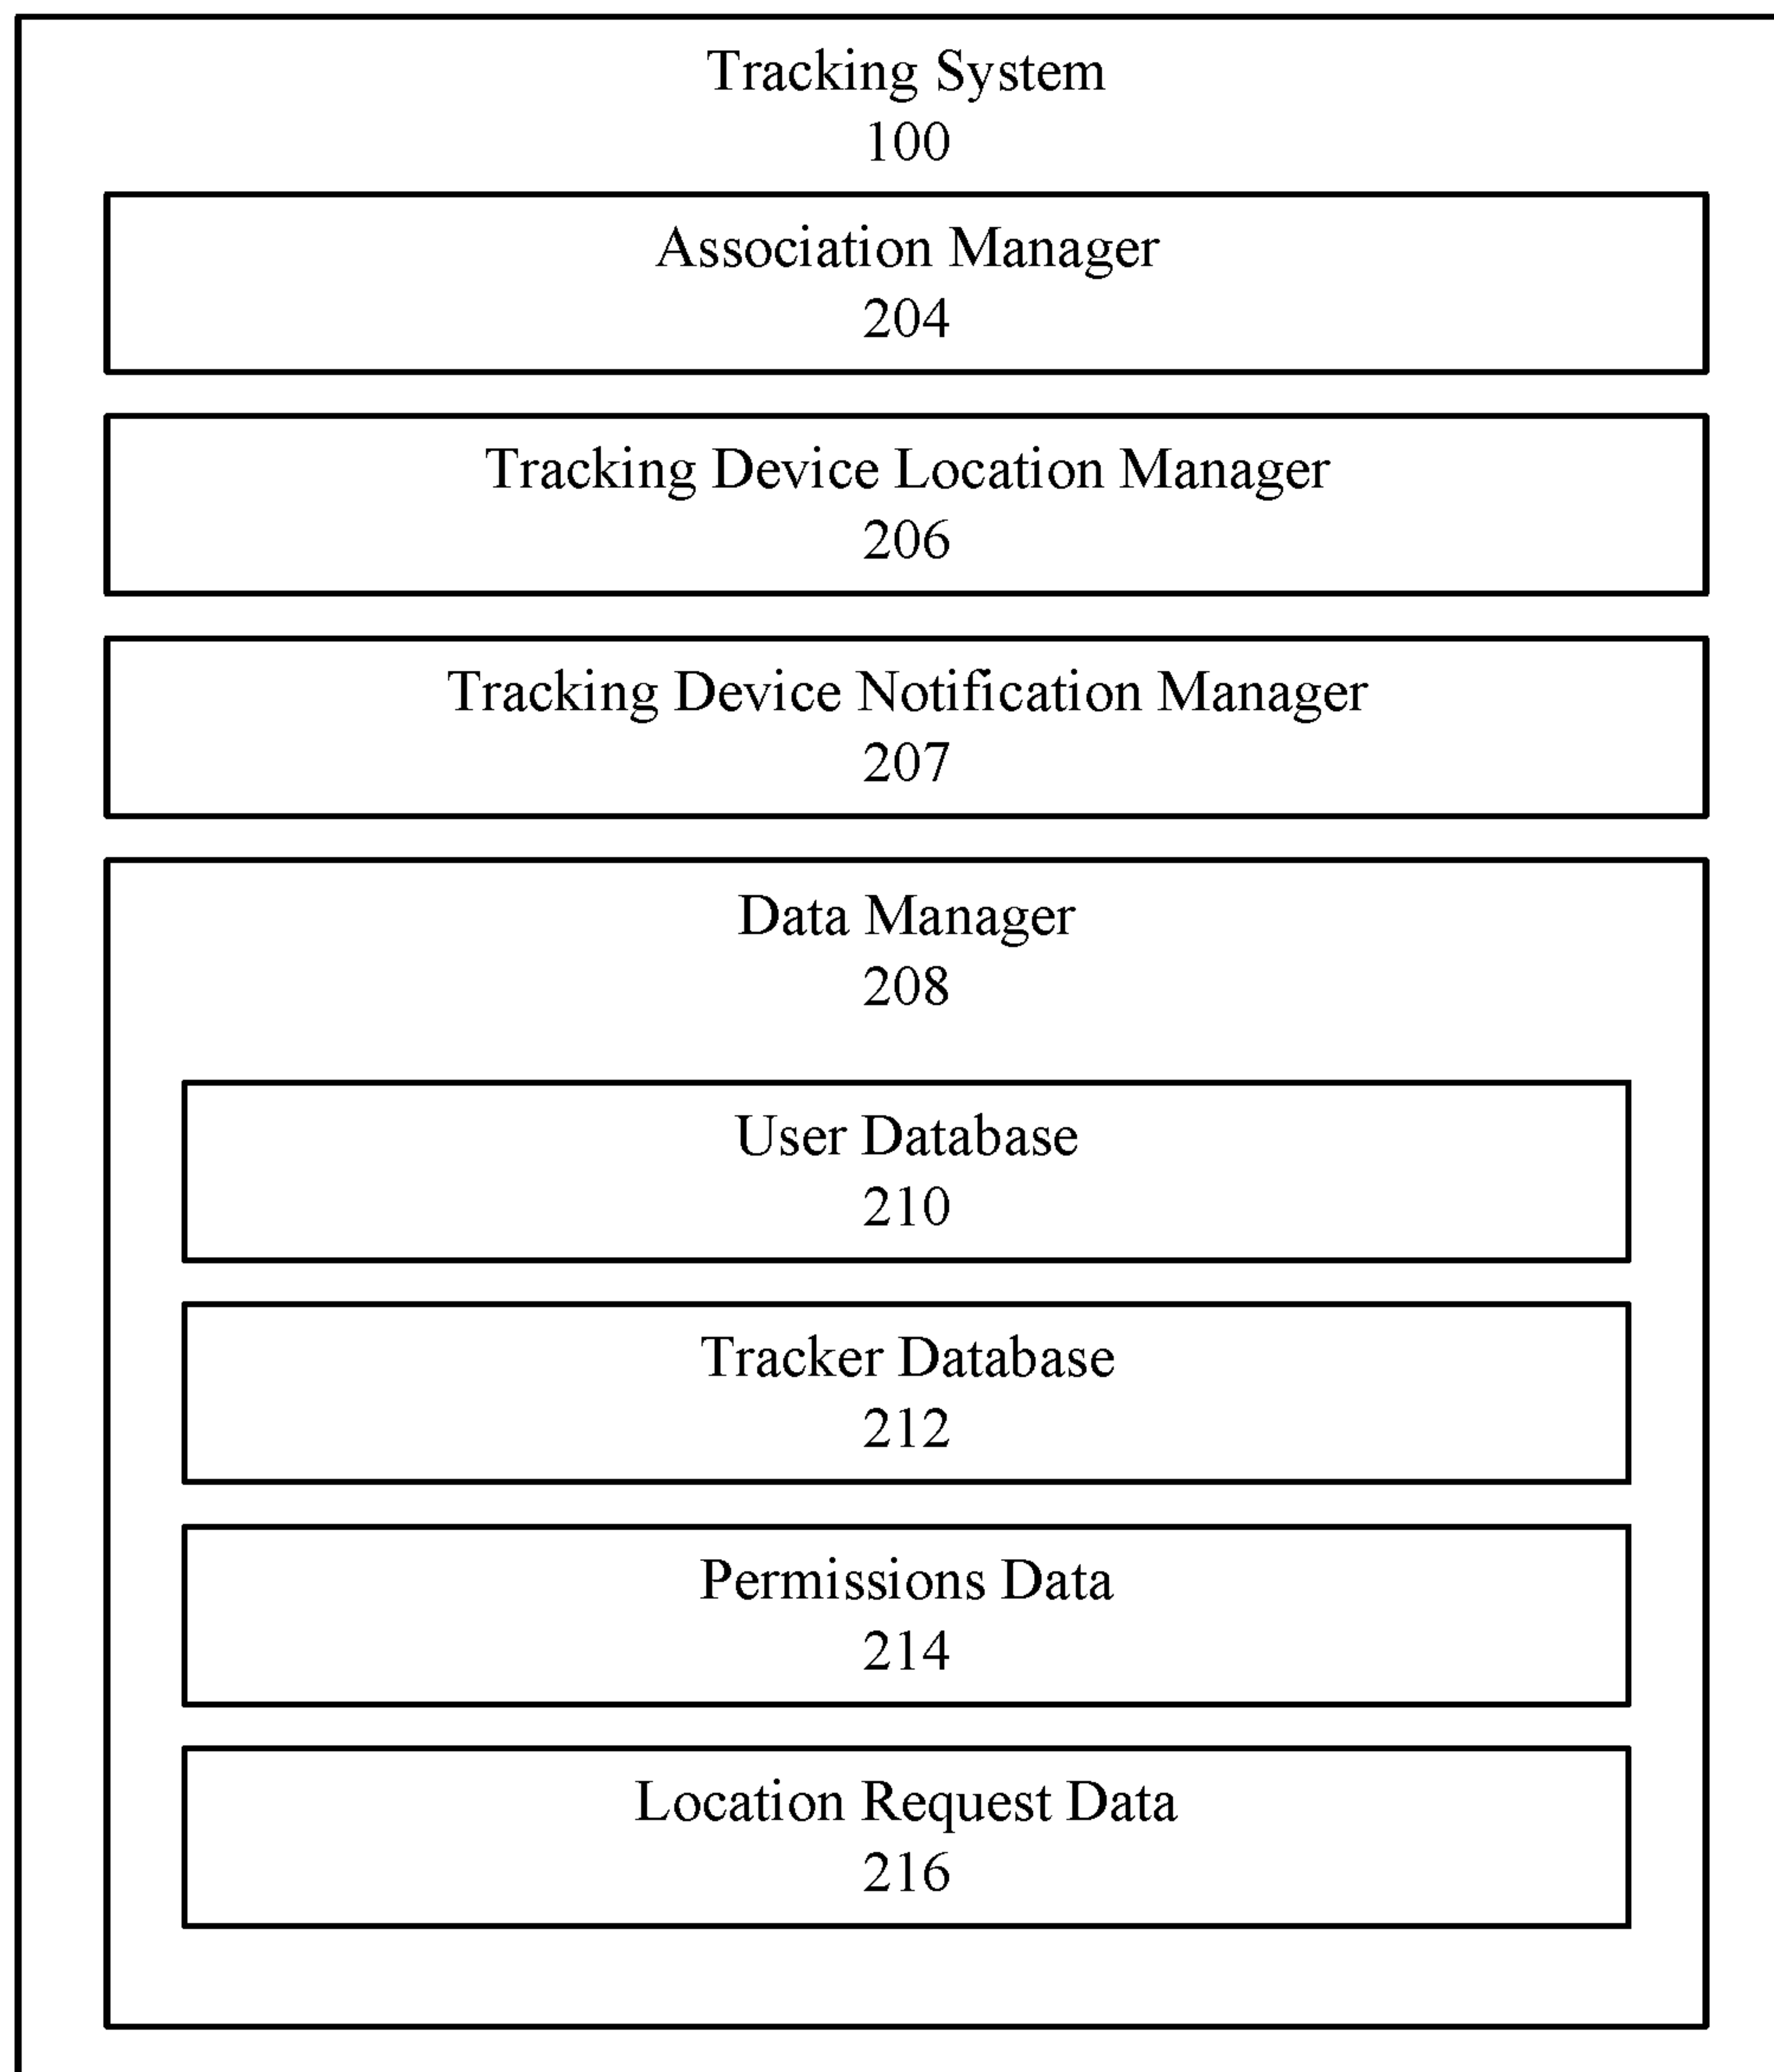 Tracking System
100
Association Manager
204
Tracking Device Location Manager
206
Tracking Device Notification Manager
207
Data Manager
208
User Database
210
Tracker Database
212
Permissions Data
214
Location Request Data
216